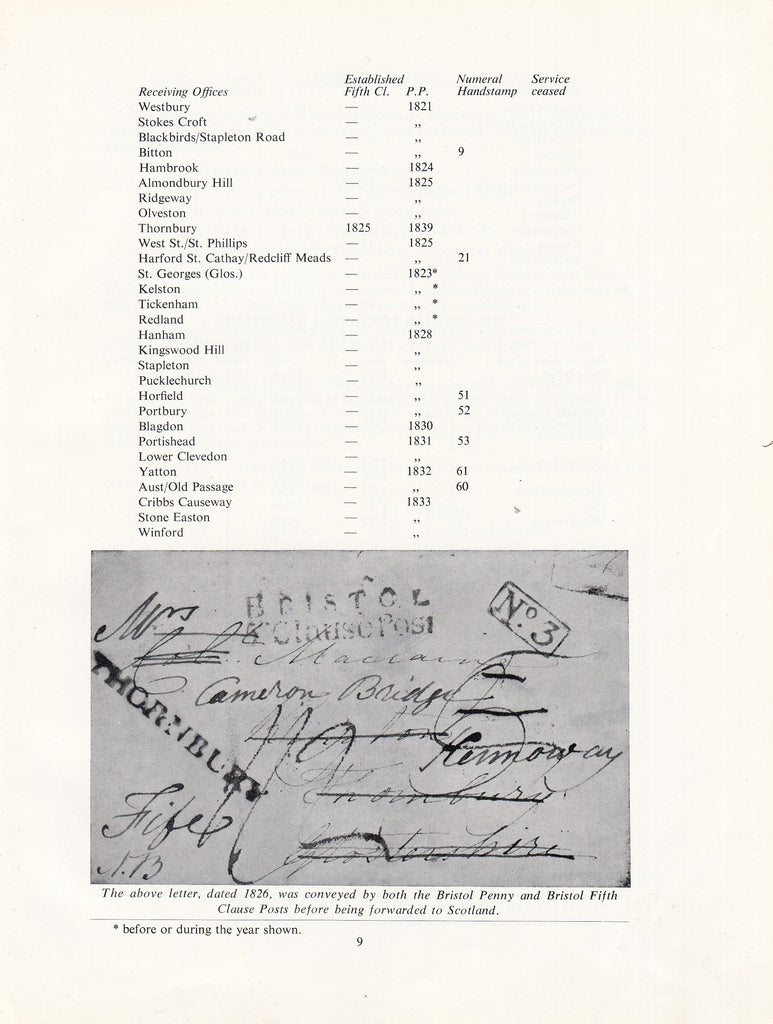 Established Numeral Service
Receiving Offices Fifth Cl. P.P. Handstamp ceased
Westbury — 1821
Stokes Croft — „
Blackbirds/Stapleton Road — „
Bitton — „ 9
Hambrook — 1824
Almondbury Hill — 1825
Ridgeway — „
Olveston — „
Thornbury 1825 1839
West St./St. Phillips — 1825
Harford St. Cathay/Redcliff Meads — „ 21
St. Georges (Glos.) — 1823*
Kelston — „ *
Tickenham — „ *
Redland — „ *
Hanham — 1828
Kingswood Hill — „
Stapleton — „
Pucklechurch — „
Horfield — „ 51
Portbury — „ 52
Blagdon — 1830
Portishead — 1831 53
Lower Clevedon — „
Yatton — 1832 61
Aust/Old Passage — „ 60
Cribbs Causeway — 1833
Stone Easton — „
Winford — „
BRISTOL
Clause Post
No. 3
Mrs
Maclain
Cameron Bridge
THORNBURY
Kennoway
Thornbury
Fife
Glostershire
N.B
The above letter, dated 1826, was conveyed by both the Bristol Penny and Bristol Fifth
Clause Posts before being forwarded to Scotland.
* before or during the year shown.
9